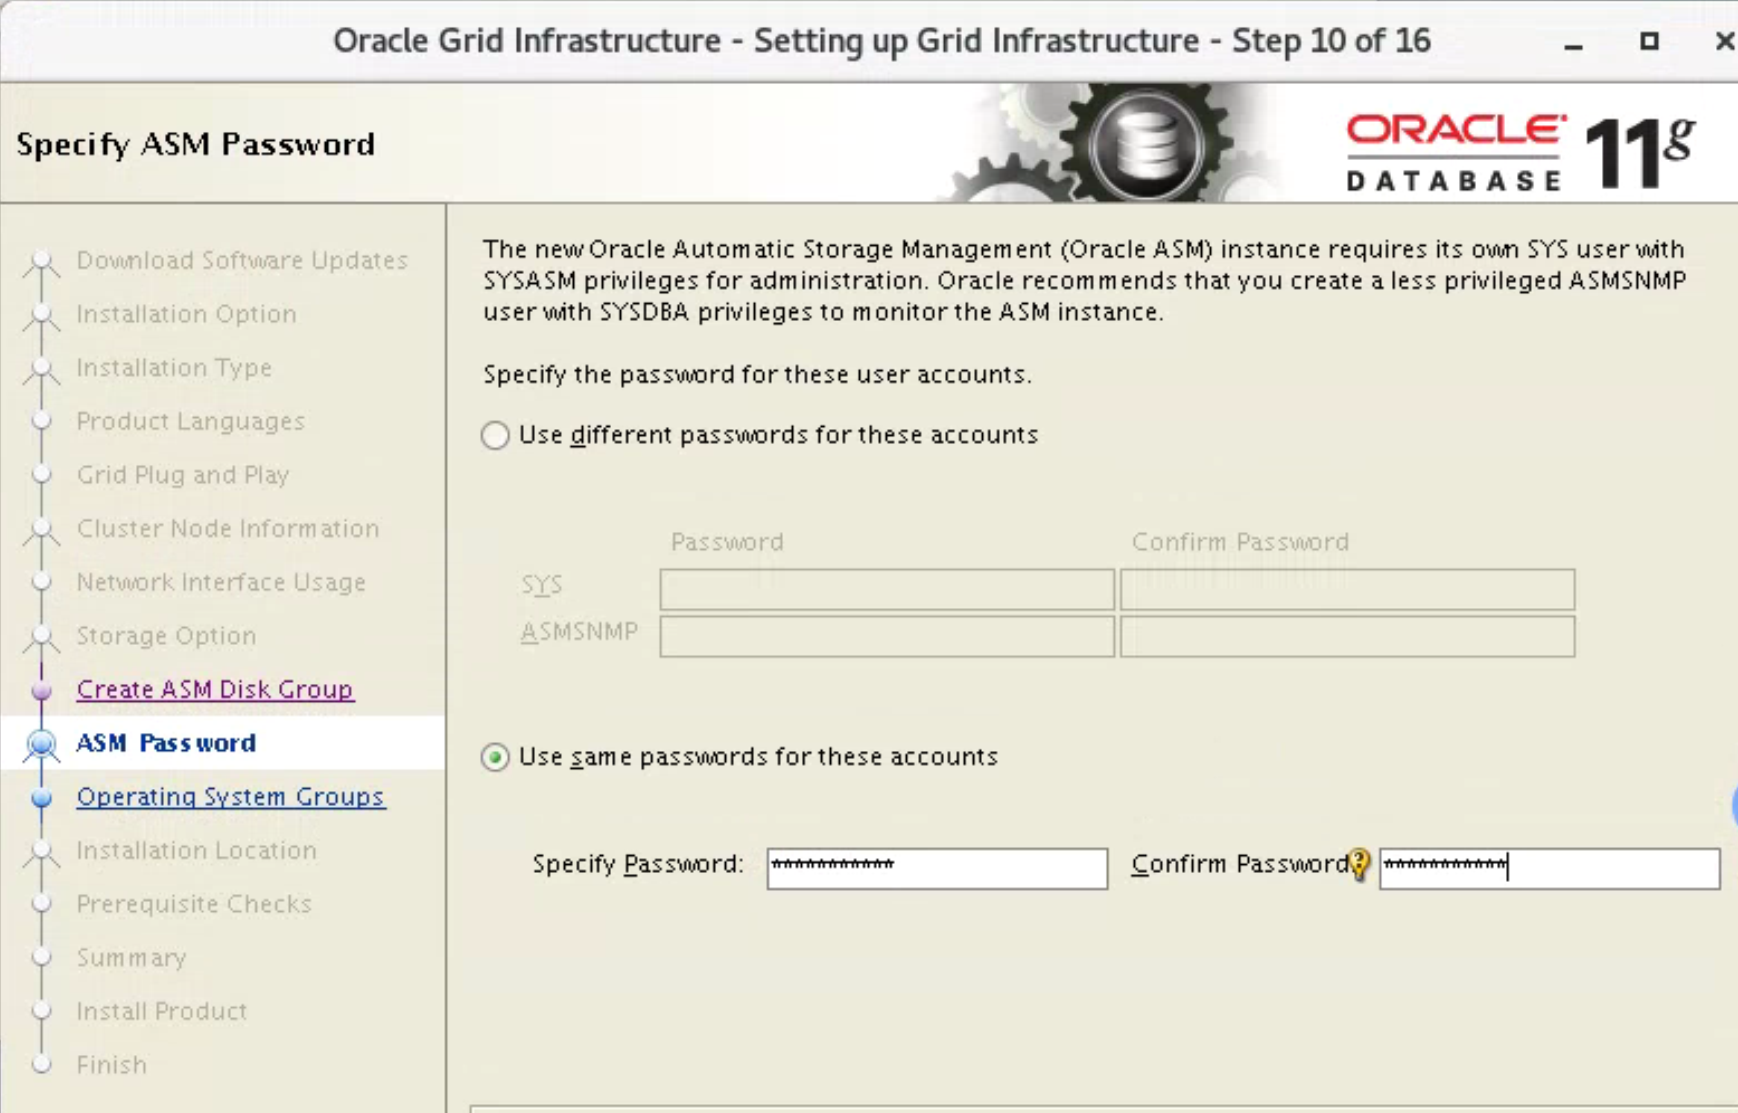 Oracle Grid Infrastructure - Setting up Grid Infrastructure - Step 10 of 16
Specify ASM Password
ORACLE
DATABASE
11g
Download Software Updates
Installation Option
Installation Type
Product Languages
Grid Plug and Play
Cluster Node Information
Network Interface Usage
Storage Option
Create ASM Disk Group
ASM Password
Operating System Groups
Installation Location
Prerequisite Checks
Summary
Install Product
Finish
The new Oracle Automatic Storage Management (Oracle ASM) instance requires its own SYS user with
SYSASM privileges for administration. Oracle recommends that you create a less privileged ASMSNMP
user with SYSDBA privileges to monitor the ASM instance.
Specify the password for these user accounts.
Use different passwords for these accounts
Password Confirm Password
SYS
ASMSNMP
Use same passwords for these accounts
Specify Password: *********** Confirm Password ***********